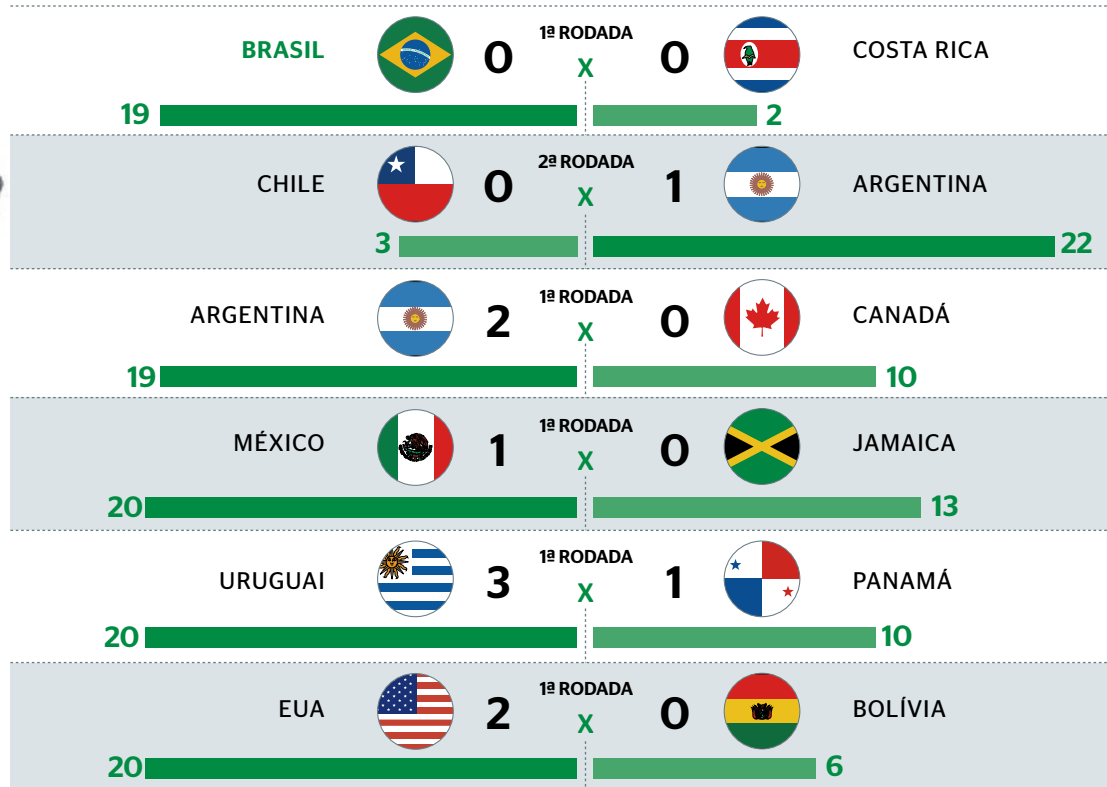 1ª RODADA
BRASIL 0 X 0 COSTA RICA
19 2
2ª RODADA
CHILE 0 X 1 ARGENTINA
3 22
1ª RODADA
ARGENTINA 2 X 0 CANADÁ
19 10
1ª RODADA
MÉXICO 1 X 0 JAMAICA
20 13
1ª RODADA
URUGUAI 3 X 1 PANAMÁ
20 10
1ª RODADA
EUA 2 X 0 BOLÍVIA
20 6